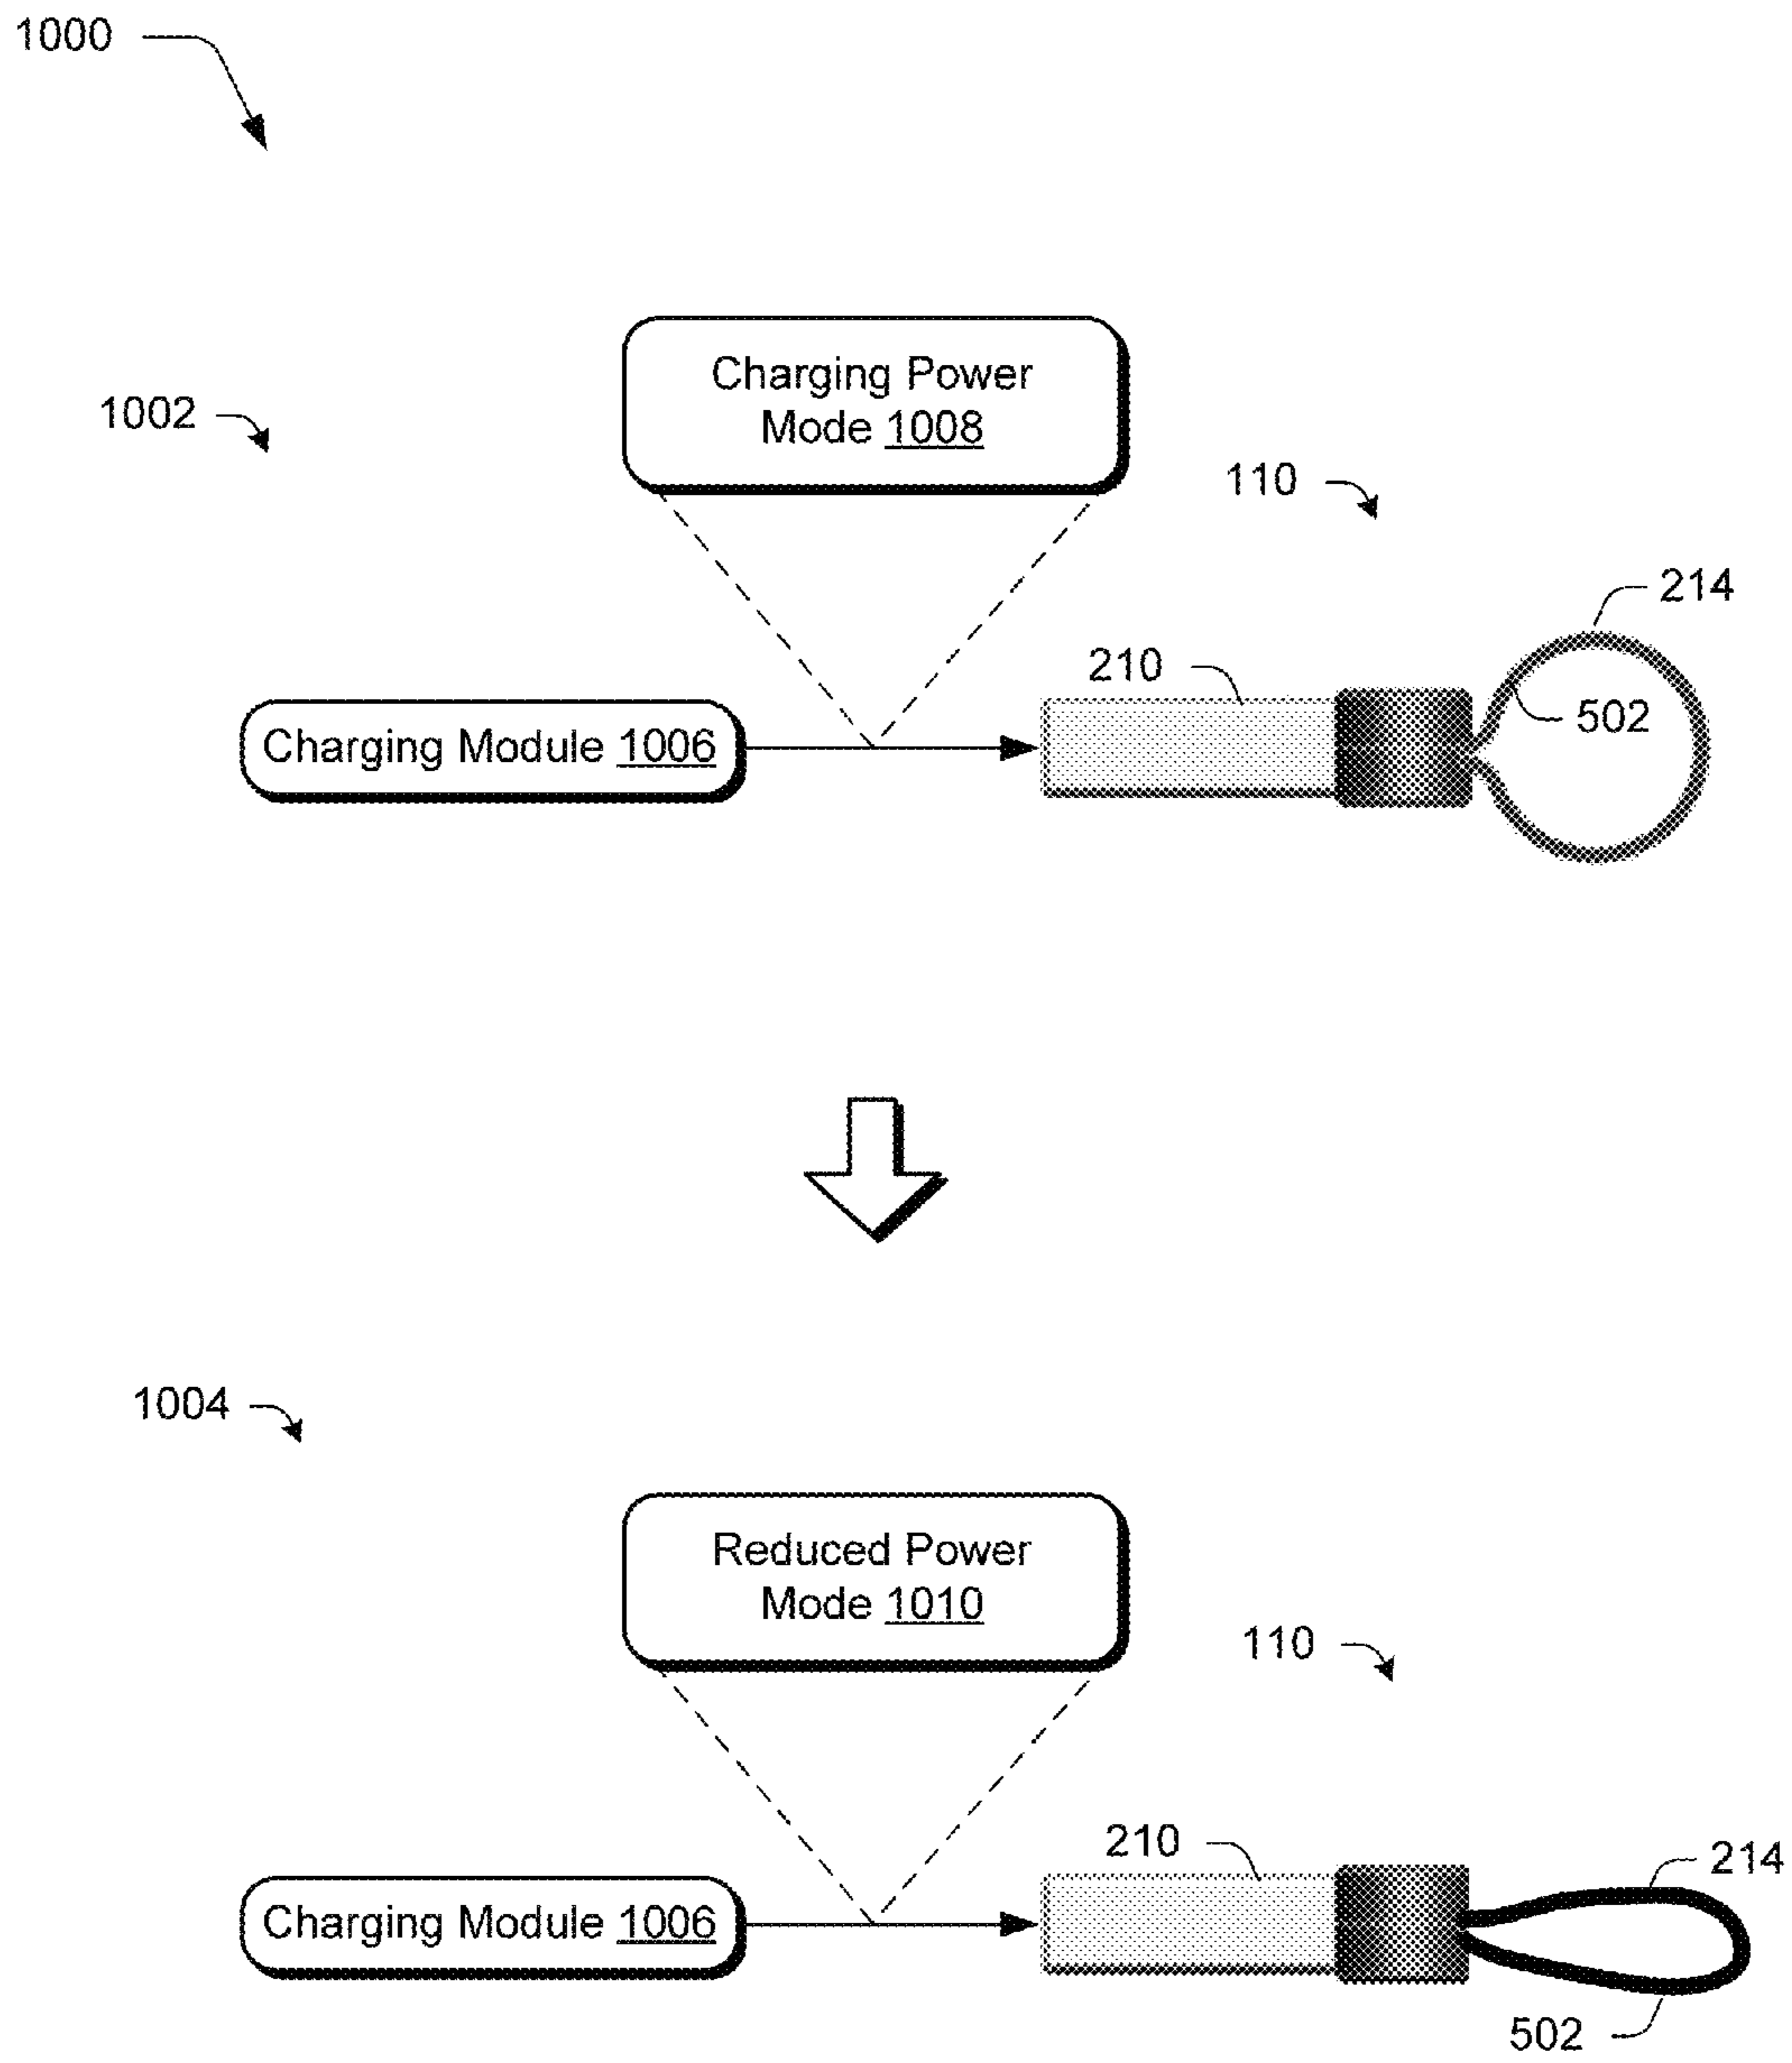 1000
Charging Power
Mode 1008
1002
110
214
210
502
Charging Module 1006
1004
Reduced Power
Mode 1010
110
210
214
Charging Module 1006
502